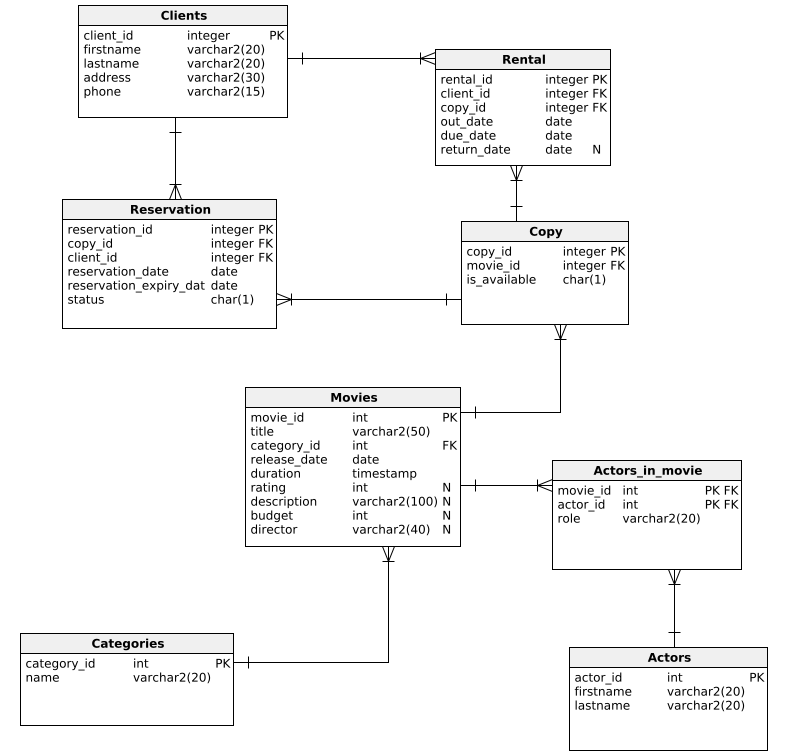 Clients
client_id integer PK
firstname varchar2(20)
lastname varchar2(20)
address varchar2(30)
phone varchar2(15)
Rental
rental_id integer PK
client_id integer FK
copy_id integer FK
out_date date
due_date date
return_date date N
Reservation
reservation_id integer PK
copy_id integer FK
client_id integer FK
reservation_date date
reservation_expiry_dat date
status char(1)
Copy
copy_id integer PK
movie_id integer FK
is_available char(1)
Movies
movie_id int PK
title varchar2(50)
category_id int FK
release_date date
duration timestamp
rating int N
description varchar2(100) N
budget int N
director varchar2(40) N
Actors_in_movie
movie_id int PK FK
actor_id int PK FK
role varchar2(20)
Categories
category_id int PK
name varchar2(20)
Actors
actor_id int PK
firstname varchar2(20)
lastname varchar2(20)